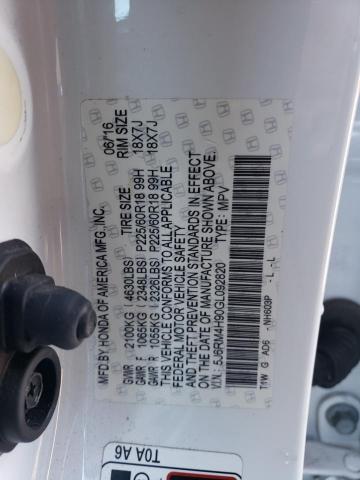 MFD. BY HONDA OF AMERICA MFG., INC. 06/16
TIRE SIZE RIM SIZE
GVWR 2100KG (4630LBS)
GAWR F 1065KG (2348LBS) P225/60R18 99H 18X7J
GAWR R 1055KG (2326LBS) P225/60R18 99H 18X7J
THIS VEHICLE CONFORMS TO ALL APPLICABLE
FEDERAL MOTOR VEHICLE SAFETY
AND THEFT PREVENTION STANDARDS IN EFFECT
ON THE DATE OF MANUFACTURE SHOWN ABOVE.
V.I.N.: 5J6RM4H90GL092820 TYPE: MPV
T1W G AD6 -NH603P - L - L
T0A A6